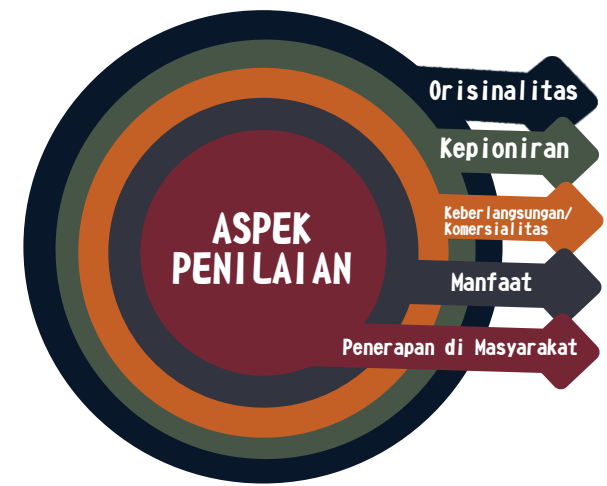 ASPEK
PENILAIAN
Orisinalitas
Kepioniran
Keberlangsungan/
Komersialitas
Manfaat
Penerapan di Masyarakat